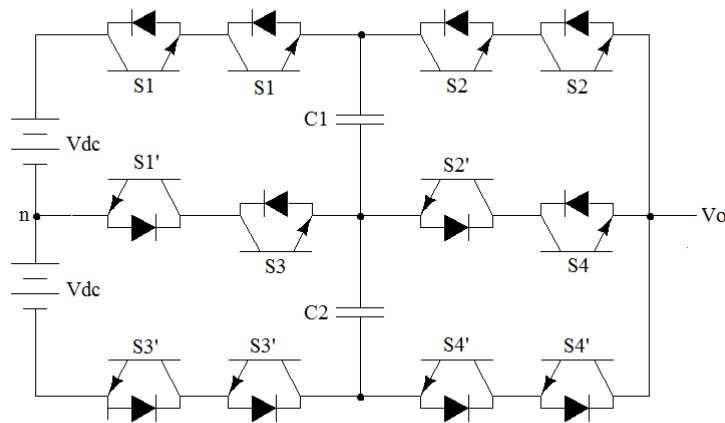 S1 S1 S2 S2
Vdc C1
S1' S2'
n Vo
S3 S4
Vdc C2
S3' S3' S4' S4'